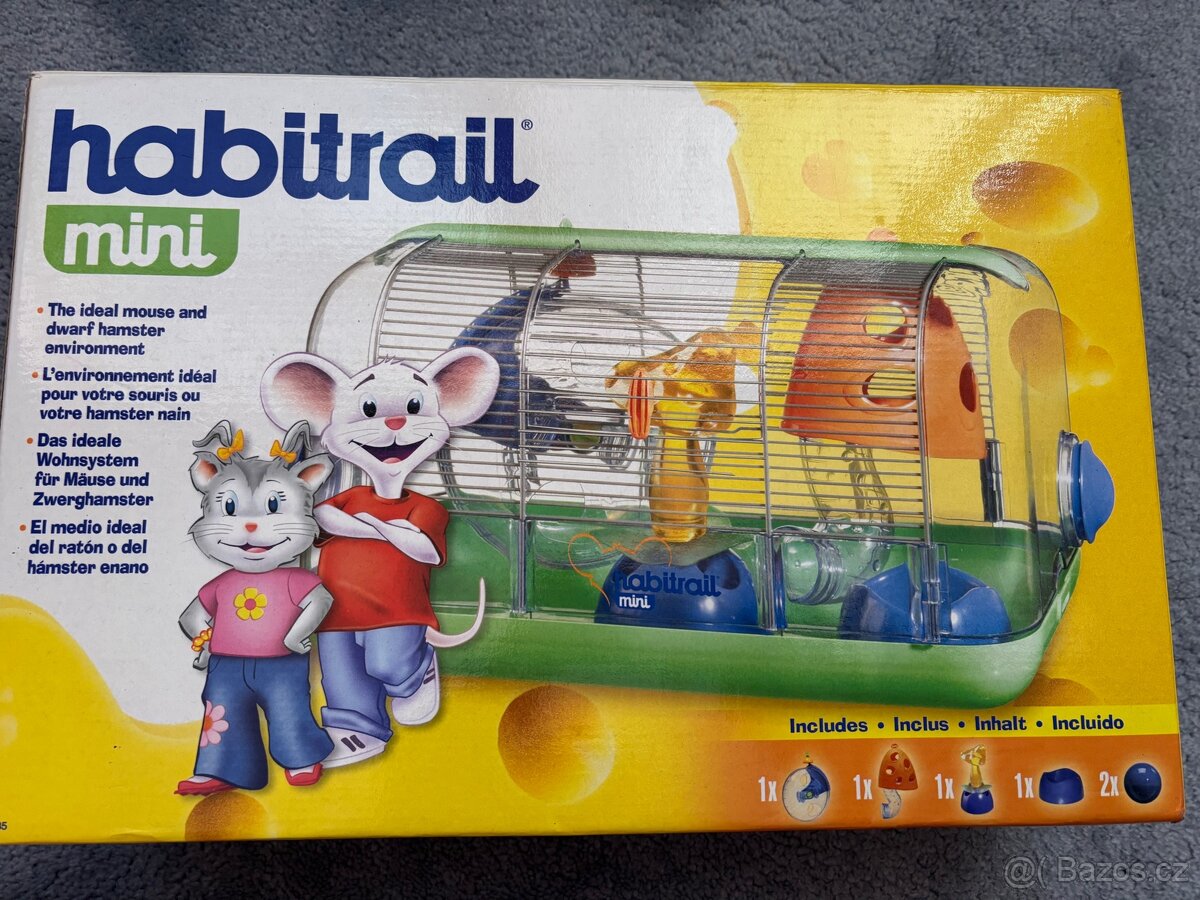 habitrail®
mini
• The ideal mouse and
dwarf hamster
environment
• L'environnement idéal
pour votre souris ou
votre hamster nain
• Das ideale
Wohnsystem
für Mäuse und
Zwerghamster
• El medio ideal
del ratón o del
hámster enano
habitrail
mini
Includes • Inclus • Inhalt • Incluido
1x 1x 1x 1x 2x
@( Bazos.cz